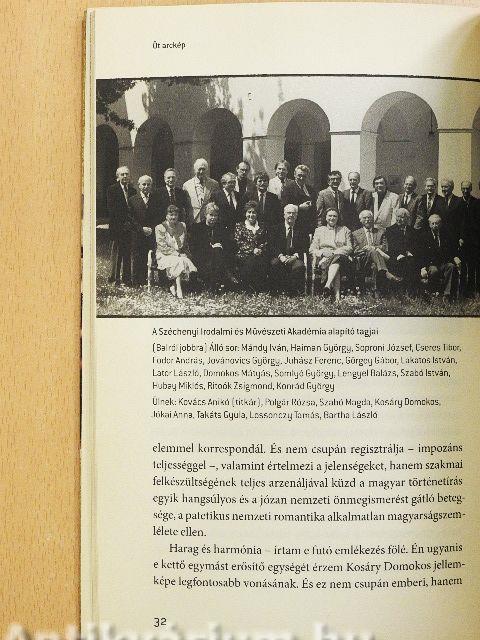 Öt arckép
A Széchenyi Irodalmi és Művészeti Akadémia alapító tagjai
(Balról jobbra) Álló sor: Mándy Iván, Haiman György, Soproni József, Cseres Tibor,
Fodor András, Jovánovics György, Juhász Ferenc, Görgey Gábor, Lakatos István,
Lator László, Domokos Mátyás, Somlyó György, Lengyel Balázs, Szabó István,
Hubay Miklós, Ritoók Zsigmond, Konrád György
Ülnek: Kovács Anikó (titkár), Polgár Rózsa, Szabó Magda, Kosáry Domokos,
Jókai Anna, Takáts Gyula, Lossonczy Tamás, Bartha László
elemmel korrespondál. És nem csupán regisztrálja – impozáns
teljességgel –, valamint értelmezi a jelenségeket, hanem szakmai
felkészültségének teljes arzenáljával küzd a magyar történetírás
egyik hangsúlyos és a józan nemzeti önmegismerést gátló beteg-
sége, a patetikus nemzeti romantika alkalmatlan magyarságszem-
lélete ellen.
Harag és harmónia – írtam e futó emlékezés fölé. Én ugyanis
e kettő egymást erősítő egységét érzem Kosáry Domokos jellem-
képe legfontosabb vonásának. És ez nem csupán emberi, hanem
32
Antikvarium.hu